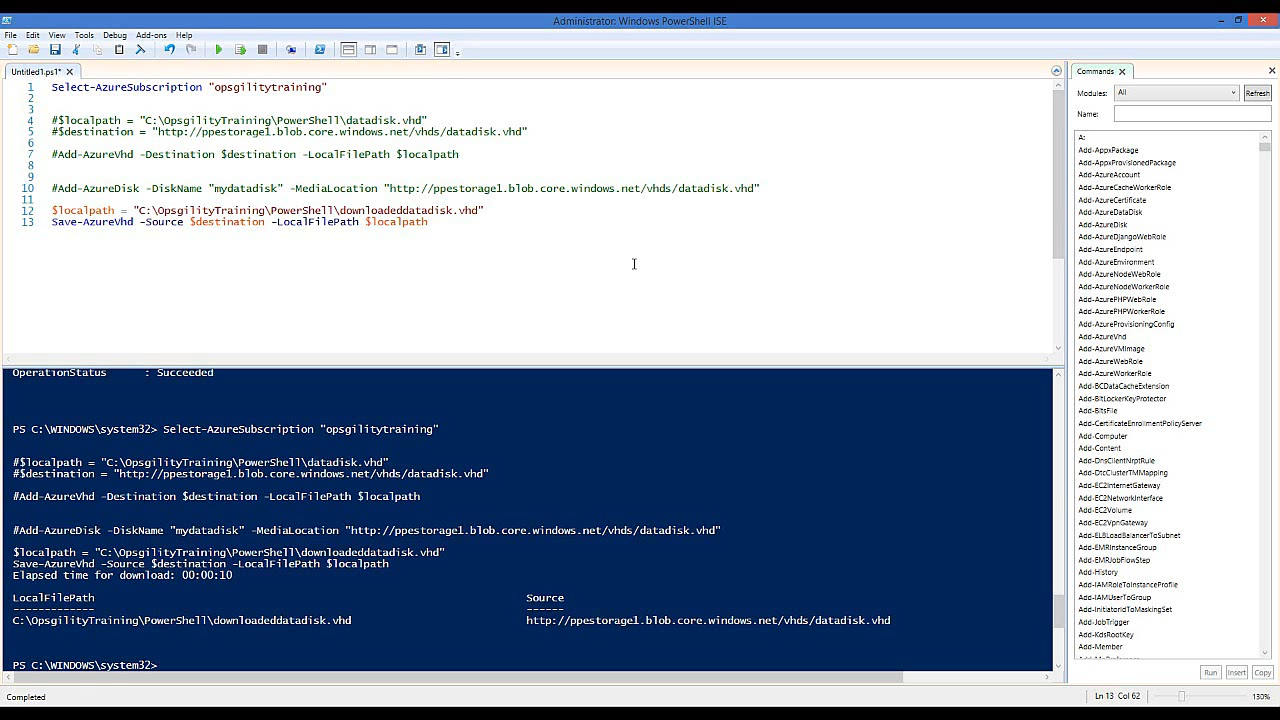 Administrator: Windows PowerShell ISE
File Edit View Tools Debug Add-ons Help
Untitled1.ps1* X
1 Select-AzureSubscription "opsgilitytraining"
2
3
4 #$localpath = "C:\OpsgilityTraining\PowerShell\datadisk.vhd"
5 #$destination = "http://ppestorage1.blob.core.windows.net/vhds/datadisk.vhd"
6
7 #Add-AzureVhd -Destination $destination -LocalFilePath $localpath
8
9
10 #Add-AzureDisk -DiskName "mydatadisk" -MediaLocation "http://ppestorage1.blob.core.windows.net/vhds/datadisk.vhd"
11
12 $localpath = "C:\OpsgilityTraining\PowerShell\downloadeddatadisk.vhd"
13 Save-AzureVhd -Source $destination -LocalFilePath $localpath
OperationStatus : Succeeded
PS C:\WINDOWS\system32> Select-AzureSubscription "opsgilitytraining"
#$localpath = "C:\OpsgilityTraining\PowerShell\datadisk.vhd"
#$destination = "http://ppestorage1.blob.core.windows.net/vhds/datadisk.vhd"
#Add-AzureVhd -Destination $destination -LocalFilePath $localpath
#Add-AzureDisk -DiskName "mydatadisk" -MediaLocation "http://ppestorage1.blob.core.windows.net/vhds/datadisk.vhd"
$localpath = "C:\OpsgilityTraining\PowerShell\downloadeddatadisk.vhd"
Save-AzureVhd -Source $destination -LocalFilePath $localpath
Elapsed time for download: 00:00:10
LocalFilePath Source
------------- ------
C:\OpsgilityTraining\PowerShell\downloadeddatadisk.vhd http://ppestorage1.blob.core.windows.net/vhds/datadisk.vhd
PS C:\WINDOWS\system32>
Commands X
Modules: All Refresh
Name:
A:
Add-AppxPackage
Add-AppxProvisionedPackage
Add-AzureAccount
Add-AzureCacheWorkerRole
Add-AzureCertificate
Add-AzureDataDisk
Add-AzureDisk
Add-AzureDjangoWebRole
Add-AzureEndpoint
Add-AzureEnvironment
Add-AzureNodeWebRole
Add-AzureNodeWorkerRole
Add-AzurePHPWebRole
Add-AzurePHPWorkerRole
Add-AzureProvisioningConfig
Add-AzureVhd
Add-AzureVMImage
Add-AzureWebRole
Add-AzureWorkerRole
Add-BCDataCacheExtension
Add-BitLockerKeyProtector
Add-BitsFile
Add-CertificateEnrollmentPolicyServer
Add-Computer
Add-Content
Add-DnsClientNrptRule
Add-DtcClusterTMMapping
Add-EC2InternetGateway
Add-EC2NetworkInterface
Add-EC2Volume
Add-EC2VpnGateway
Add-ELBLoadBalancerToSubnet
Add-EMRInstanceGroup
Add-EMRJobFlowStep
Add-History
Add-IAMRoleToInstanceProfile
Add-IAMUserToGroup
Add-InitiatorIdToMaskingSet
Add-JobTrigger
Add-KdsRootKey
Add-Member
Run Insert Copy
Completed
Ln 13 Col 62
130%